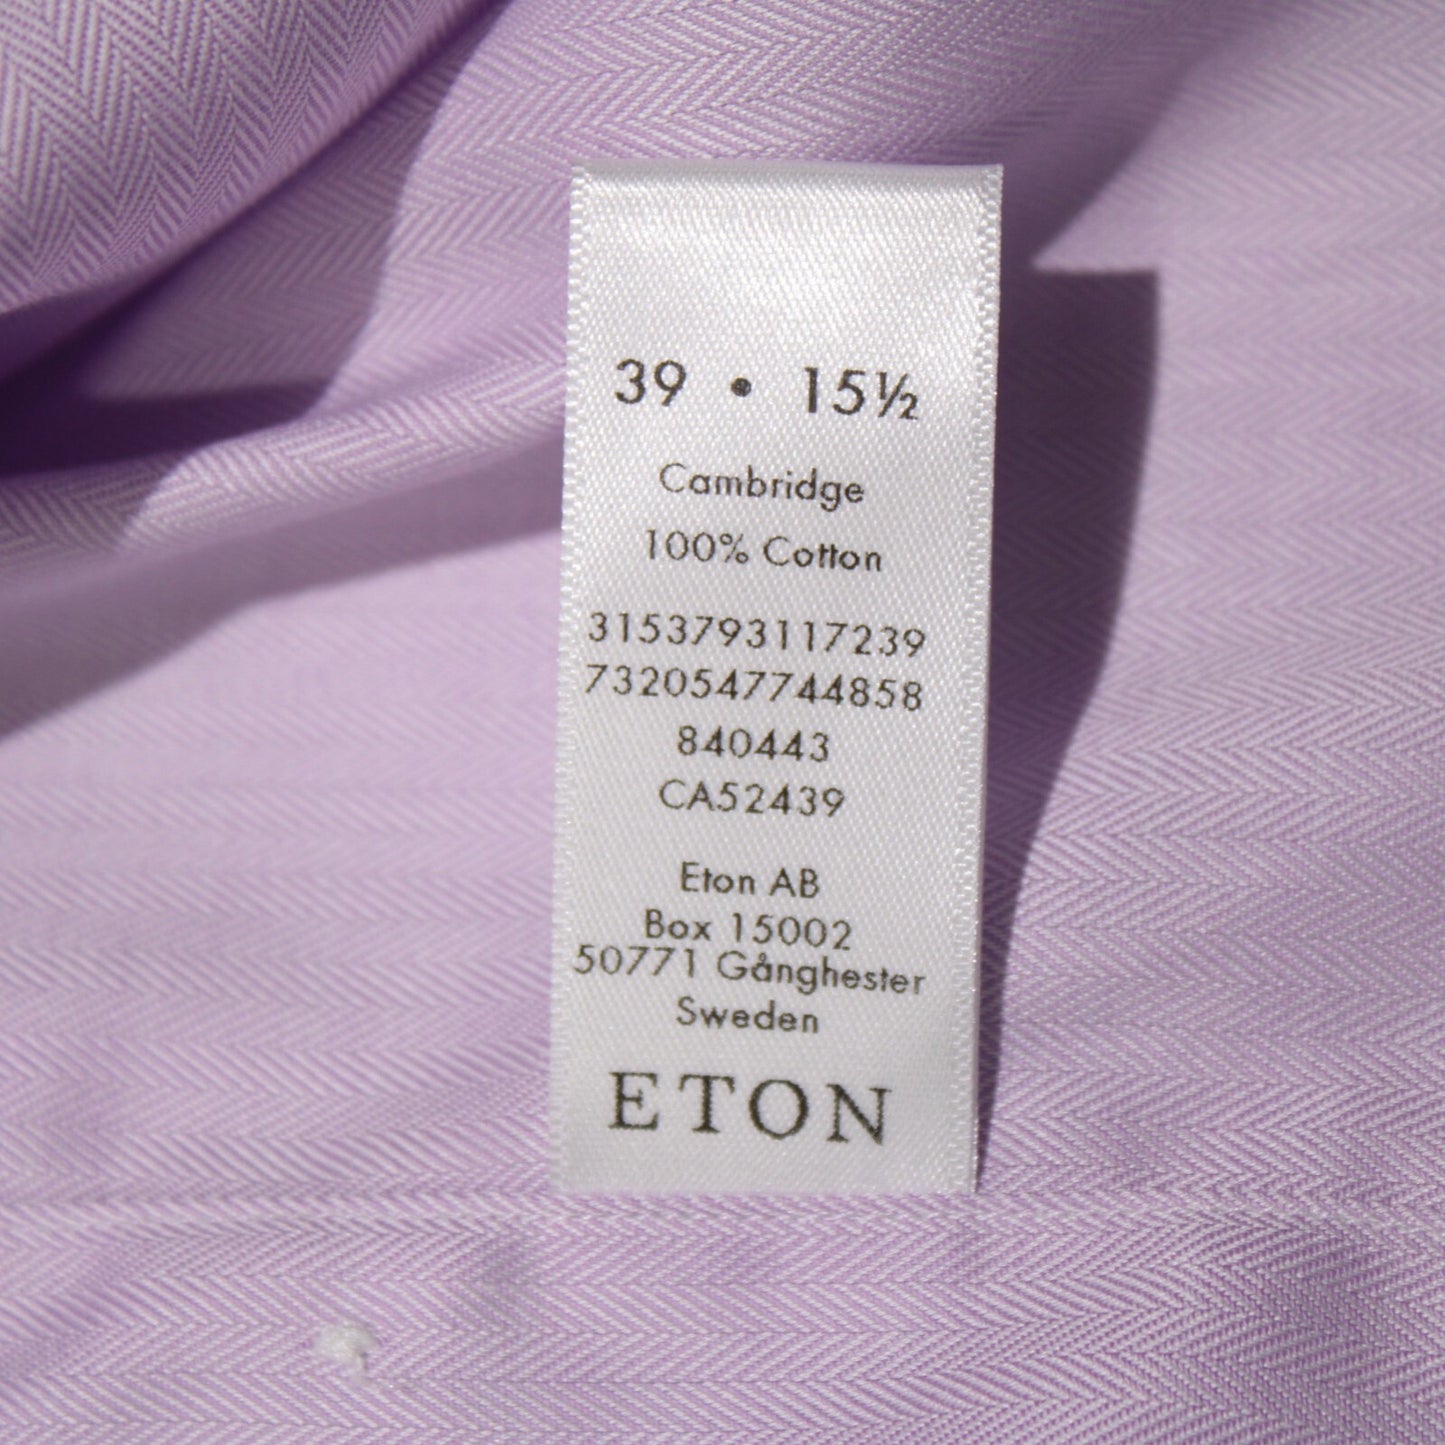 39 • 15½
Cambridge
100% Cotton
3153793117239
7320547744858
840443
CA52439
Eton AB
Box 15002
50771 Gånghester
Sweden
ETON